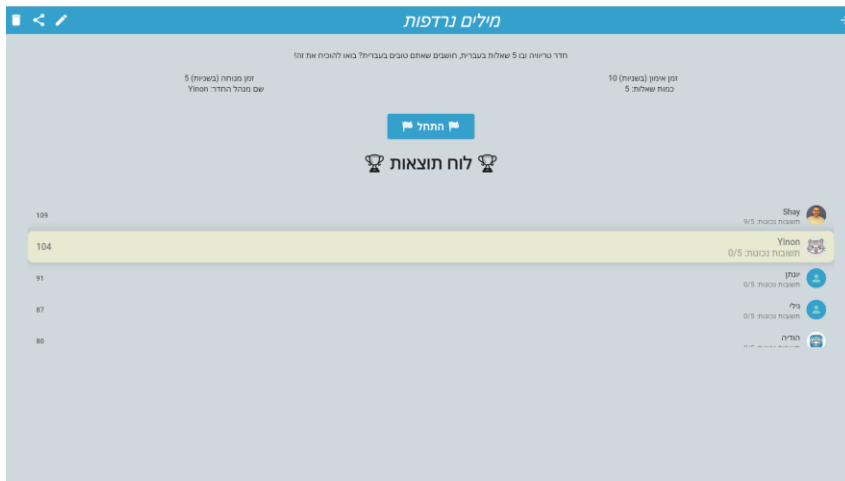 מילים נרדפות
חדר טריוויה ובו 5 שאלות בעברית, חושבים שאתם טובים בעברית? בואו להוכיח את זה!
זמן אימון (בשניות) 10
כמות שאלות: 5
זמן מנוחה (בשניות) 5
שם מנהל החדר: Yinon
התחל
לוח תוצאות
Shay
תשובות נכונות: 9/5
109
Yinon
תשובות נכונות: 0/5
104
יונתן
תשובות נכונות: 0/5
91
גילי
תשובות נכונות: 0/5
87
הודיה
80